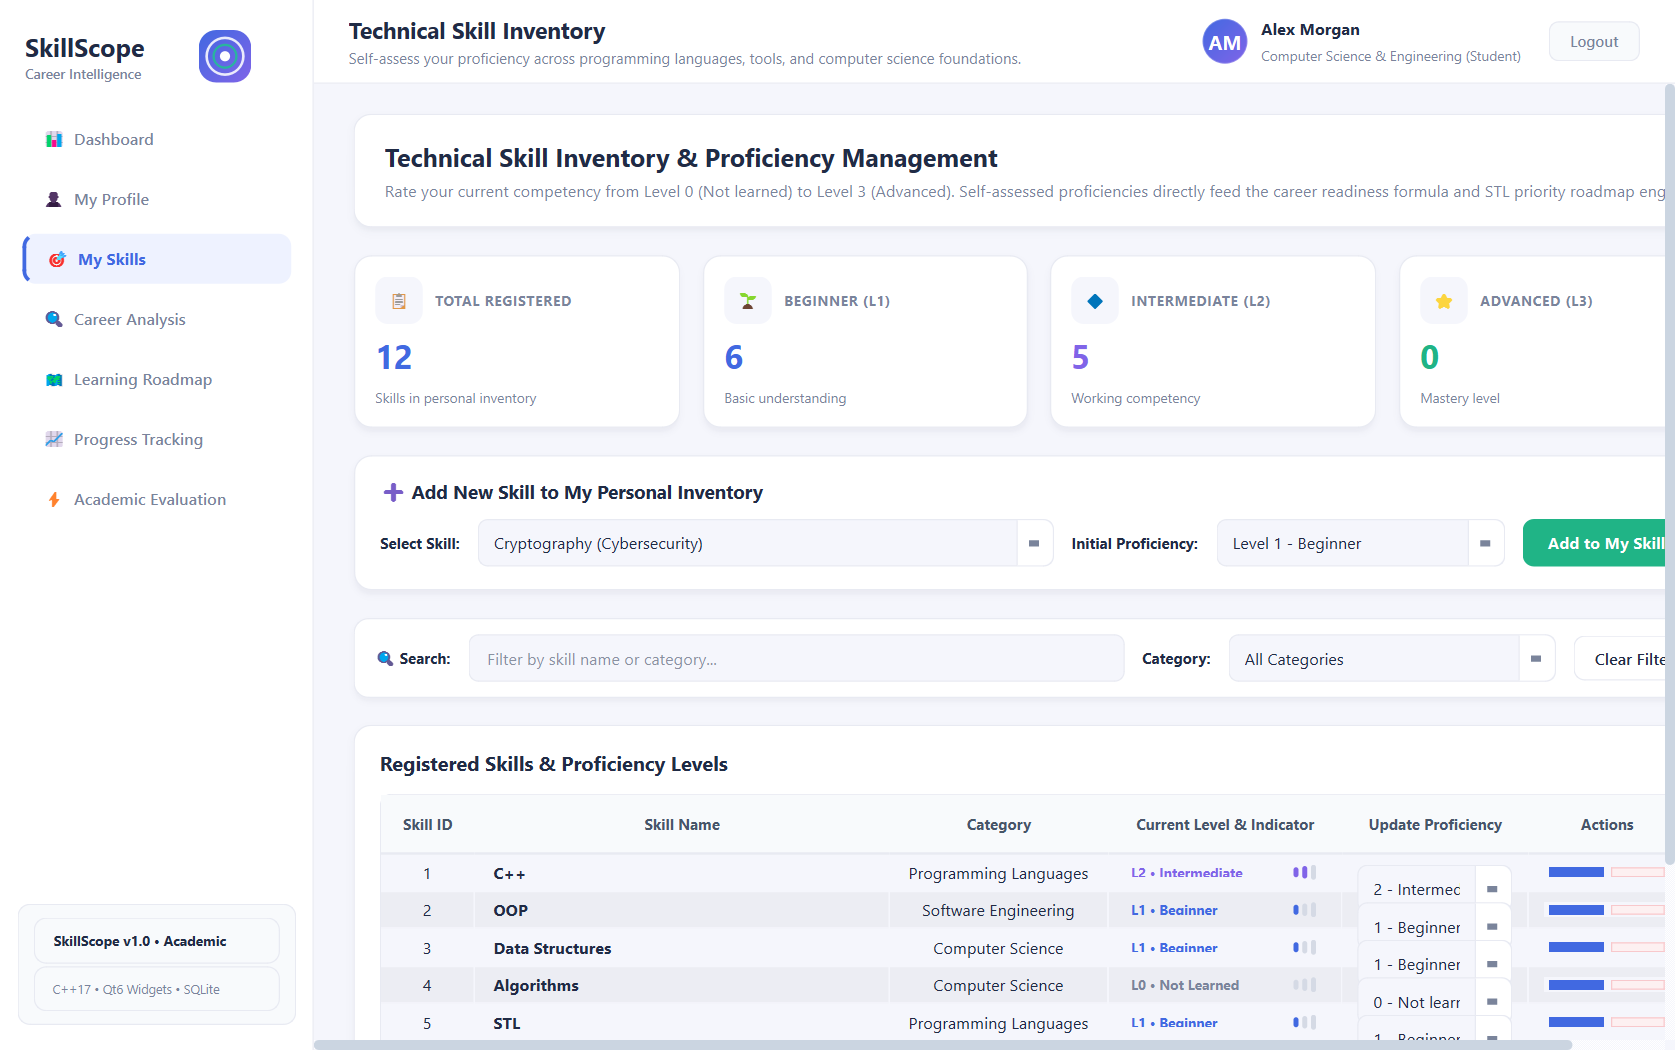 SkillScope
Career Intelligence
Dashboard
My Profile
My Skills
Career Analysis
Learning Roadmap
Progress Tracking
Academic Evaluation
SkillScope v1.0 • Academic
C++17 • Qt6 Widgets • SQLite
Technical Skill Inventory
Self-assess your proficiency across programming languages, tools, and computer science foundations.
AM
Alex Morgan
Computer Science & Engineering (Student)
Logout
Technical Skill Inventory & Proficiency Management
Rate your current competency from Level 0 (Not learned) to Level 3 (Advanced). Self-assessed proficiencies directly feed the career readiness formula and STL priority roadmap eng
TOTAL REGISTERED
12
Skills in personal inventory
BEGINNER (L1)
6
Basic understanding
INTERMEDIATE (L2)
5
Working competency
ADVANCED (L3)
0
Mastery level
Add New Skill to My Personal Inventory
Select Skill: Cryptography (Cybersecurity) Initial Proficiency: Level 1 - Beginner Add to My Skill
Search: Filter by skill name or category... Category: All Categories Clear Filte
Registered Skills & Proficiency Levels
Skill ID Skill Name Category Current Level & Indicator Update Proficiency Actions
1 C++ Programming Languages L2 • Intermediate 2 - Intermec
2 OOP Software Engineering L1 • Beginner 1 - Beginner
3 Data Structures Computer Science L1 • Beginner 1 - Beginner
4 Algorithms Computer Science L0 • Not Learned 0 - Not learr
5 STL Programming Languages L1 • Beginner 1 - Beginner